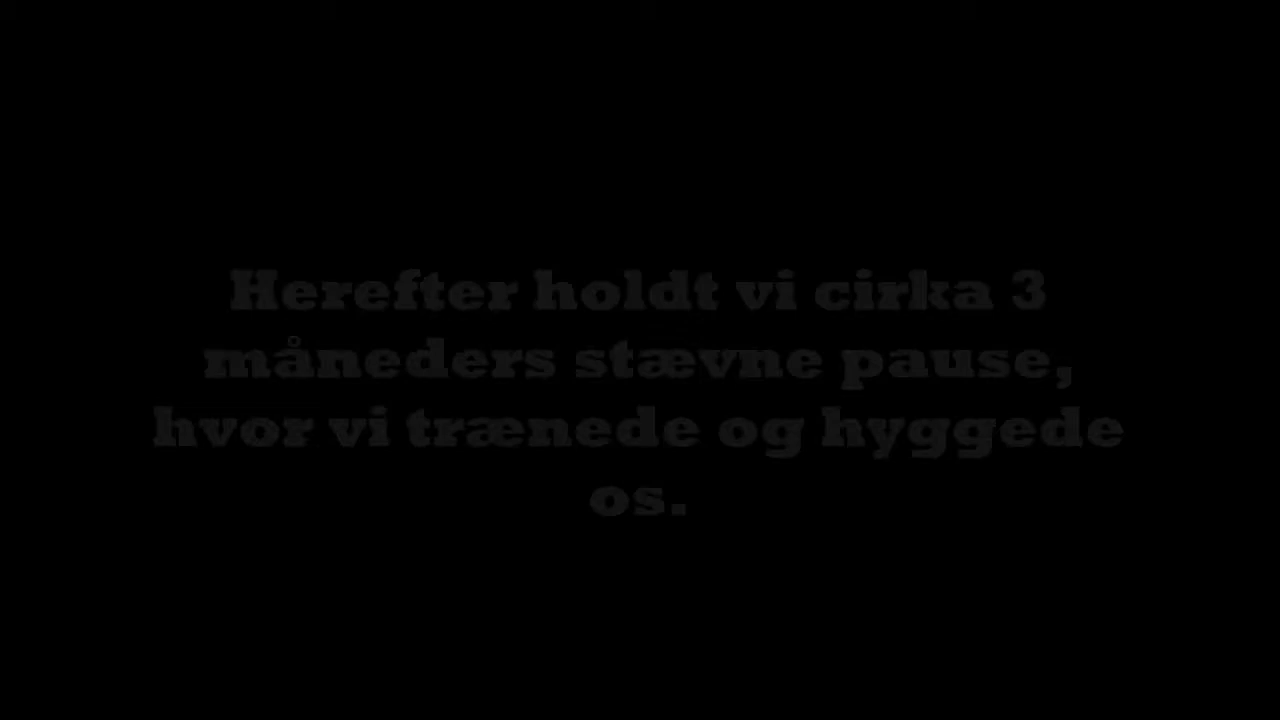 Herefter holdt vi cirka 3
måneders stævne pause,
hvor vi trænede og hyggede
os.